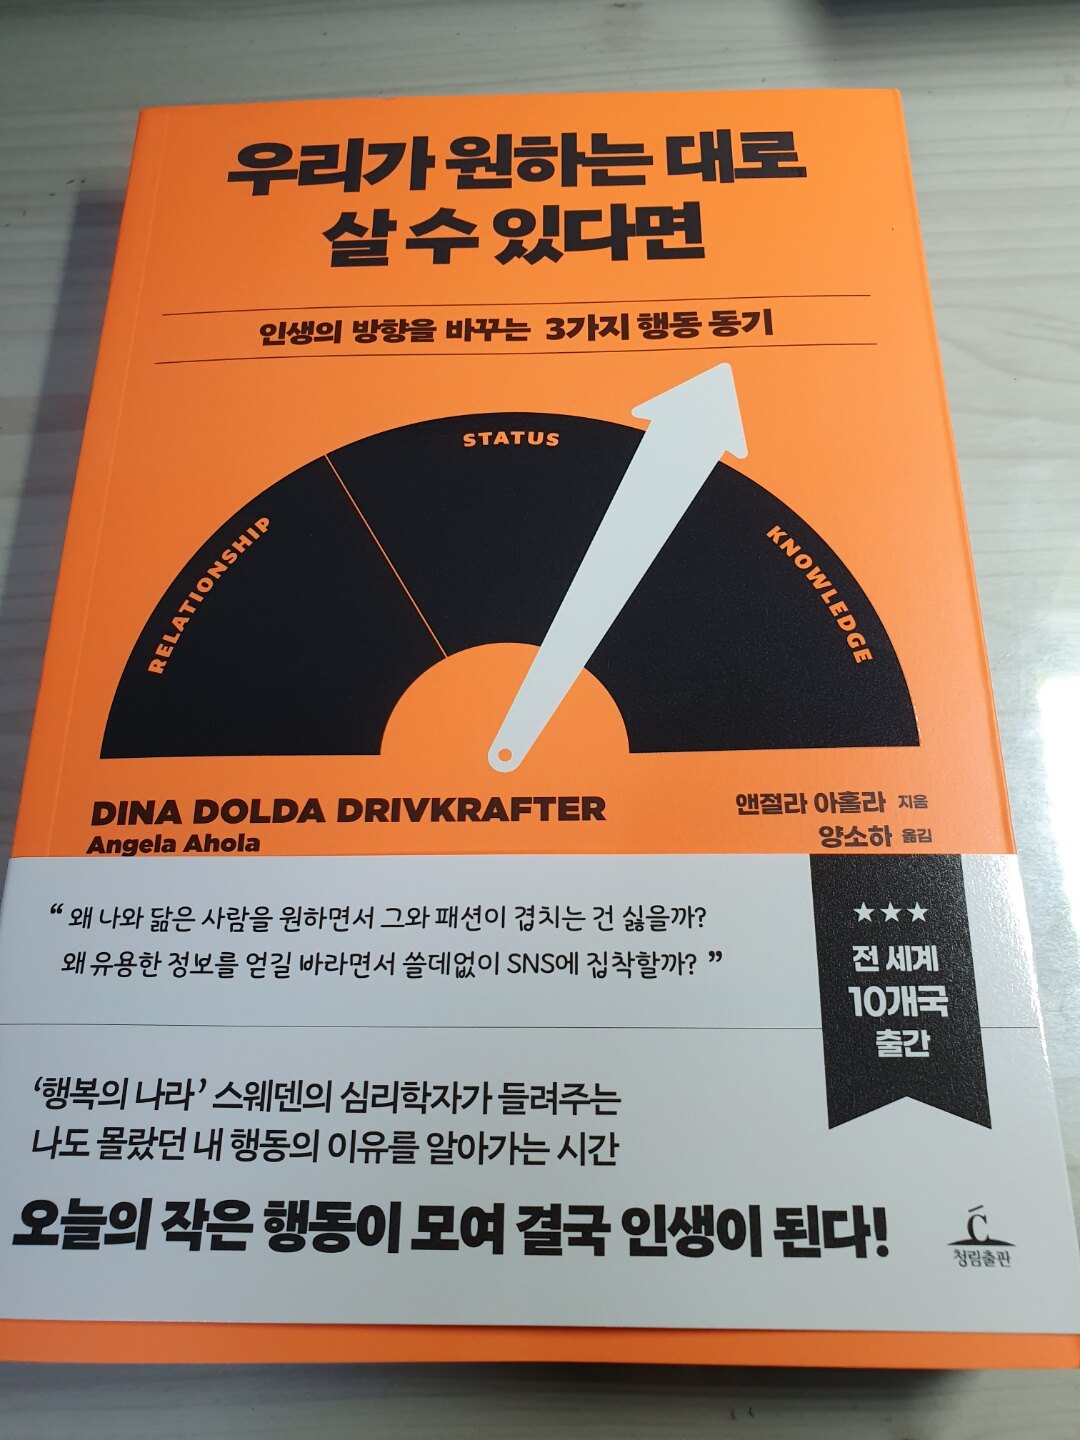 우리가 원하는 대로
살 수 있다면
인생의 방향을 바꾸는 3가지 행동 동기
RELATIONSHIP
STATUS
KNOWLEDGE
DINA DOLDA DRIVKRAFTER
Angela Ahola
앤절라 아홀라 지음
양소하 옮김
“ 왜 나와 닮은 사람을 원하면서 그와 패션이 겹치는 건 싫을까?
왜 유용한 정보를 얻길 바라면서 쓸데없이 SNS에 집착할까? ”
★★★
전 세계
10개국
출간
‘행복의 나라’ 스웨덴의 심리학자가 들려주는
나도 몰랐던 내 행동의 이유를 알아가는 시간
오늘의 작은 행동이 모여 결국 인생이 된다!
Ć
청림출판